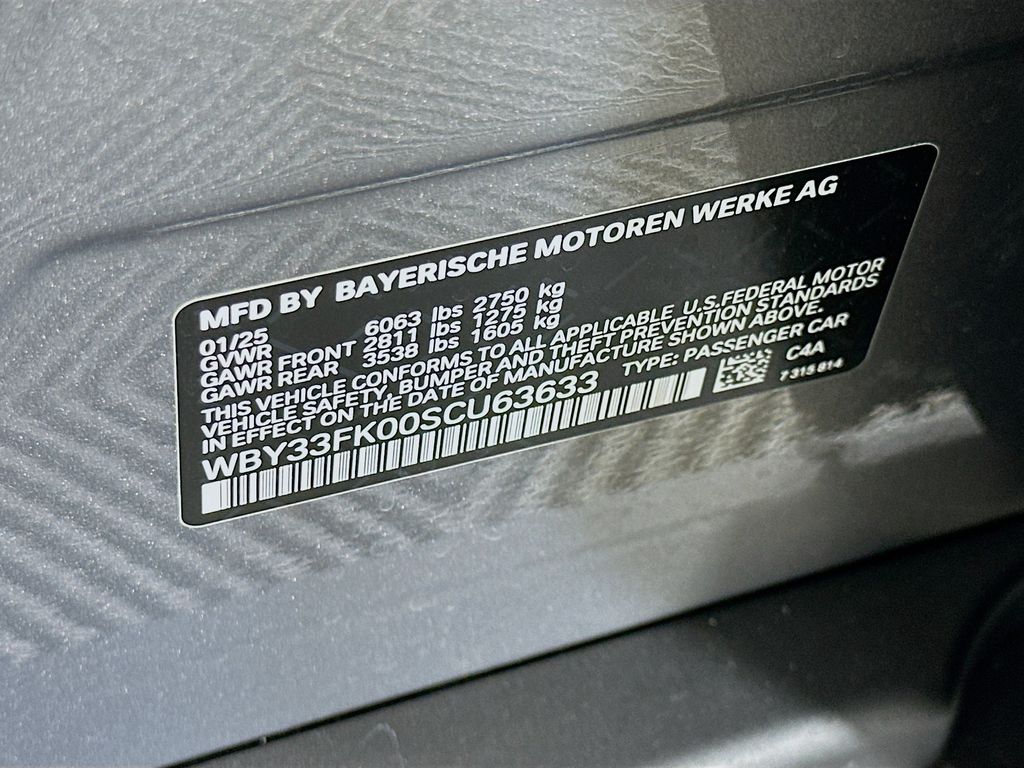 MFD BY BAYERISCHE MOTOREN WERKE AG
01/25
GVWR 6063 lbs 2750 kg
GAWR FRONT 2811 lbs 1275 kg
GAWR REAR 3538 lbs 1605 kg
THIS VEHICLE CONFORMS TO ALL APPLICABLE U.S.FEDERAL MOTOR
VEHICLE SAFETY, BUMPER AND THEFT PREVENTION STANDARDS
IN EFFECT ON THE DATE OF MANUFACTURE SHOWN ABOVE.
WBY33FK00SCU63633 TYPE: PASSENGER CAR
C4A
7 315 814